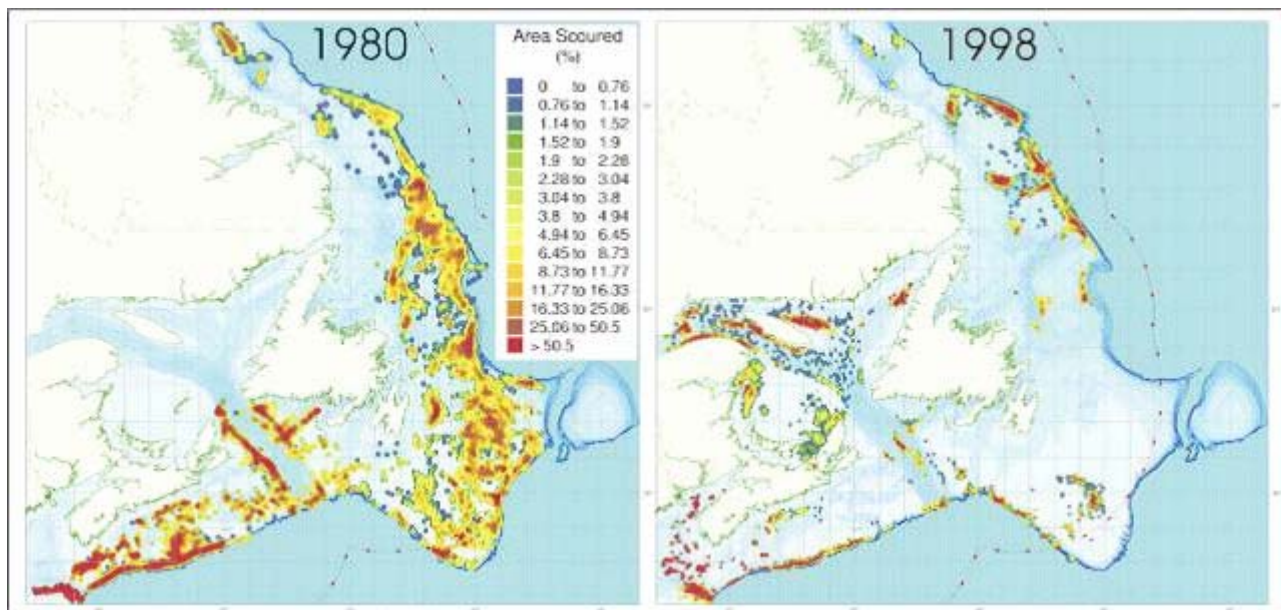 1980
Area Scoured
(%)
0 to 0.76
0.76 to 1.14
1.14 to 1.52
1.52 to 1.9
1.9 to 2.28
2.28 to 3.04
3.04 to 3.8
3.8 to 4.94
4.94 to 6.45
6.45 to 8.73
8.73 to 11.77
11.77 to 16.33
16.33 to 25.06
25.06 to 50.5
> 50.5
1998